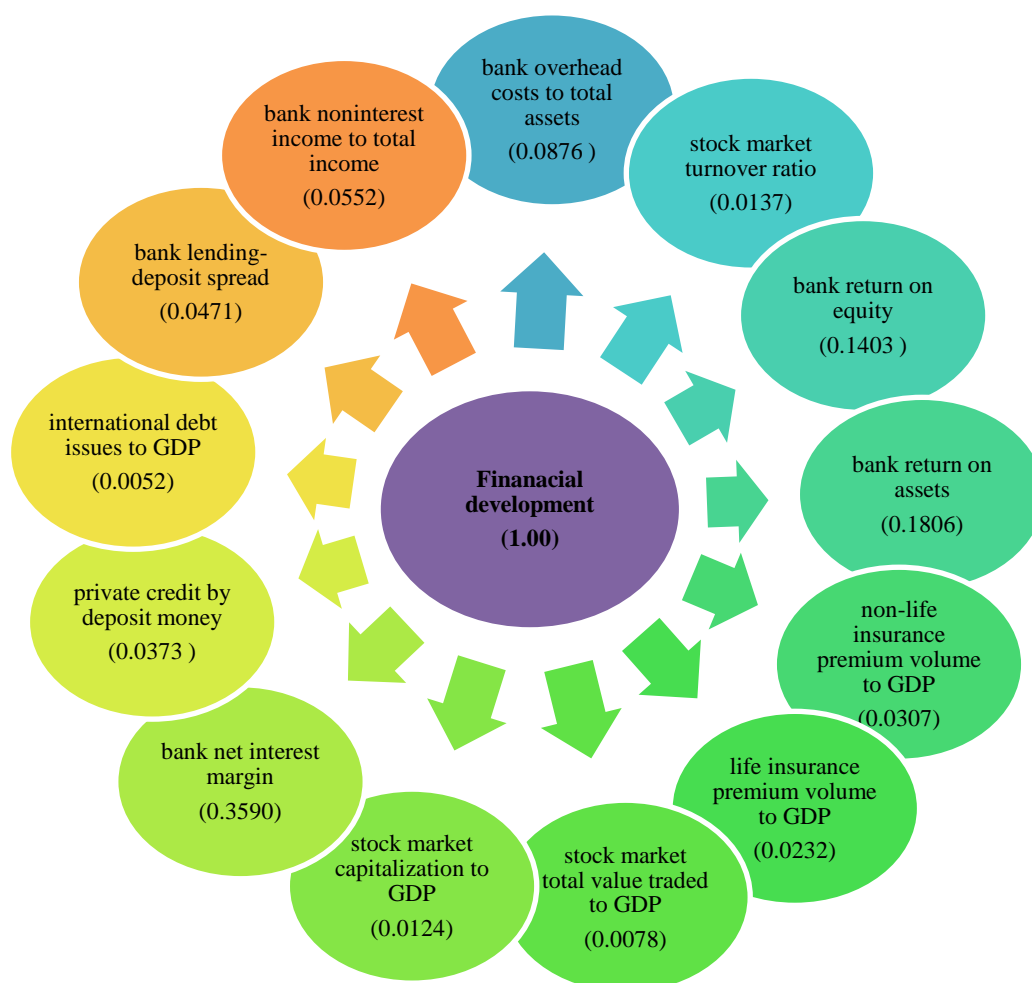 bank overhead
costs to total
assets
(0.0876 )
stock market
turnover ratio
(0.0137)
bank return on
equity
(0.1403 )
bank return on
assets
(0.1806)
non-life
insurance
premium volume
to GDP
(0.0307)
life insurance
premium volume
to GDP
(0.0232)
stock market
total value traded
to GDP
(0.0078)
stock market
capitalization to
GDP
(0.0124)
bank net interest
margin
(0.3590)
private credit by
deposit money
(0.0373 )
international debt
issues to GDP
(0.0052)
bank lending-
deposit spread
(0.0471)
bank noninterest
income to total
income
(0.0552)
Finanacial
development
(1.00)